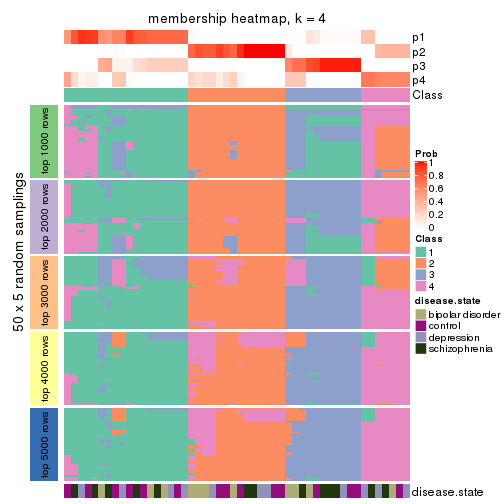 membership heatmap, k = 4
p1
p2
p3
p4
Class
50 x 5 random samplings
top 1000 rows
top 2000 rows
top 3000 rows
top 4000 rows
top 5000 rows
disease.state
Prob
1
0.8
0.6
0.4
0.2
0
Class
1
2
3
4
disease.state
bipolar disorder
control
depression
schizophrenia